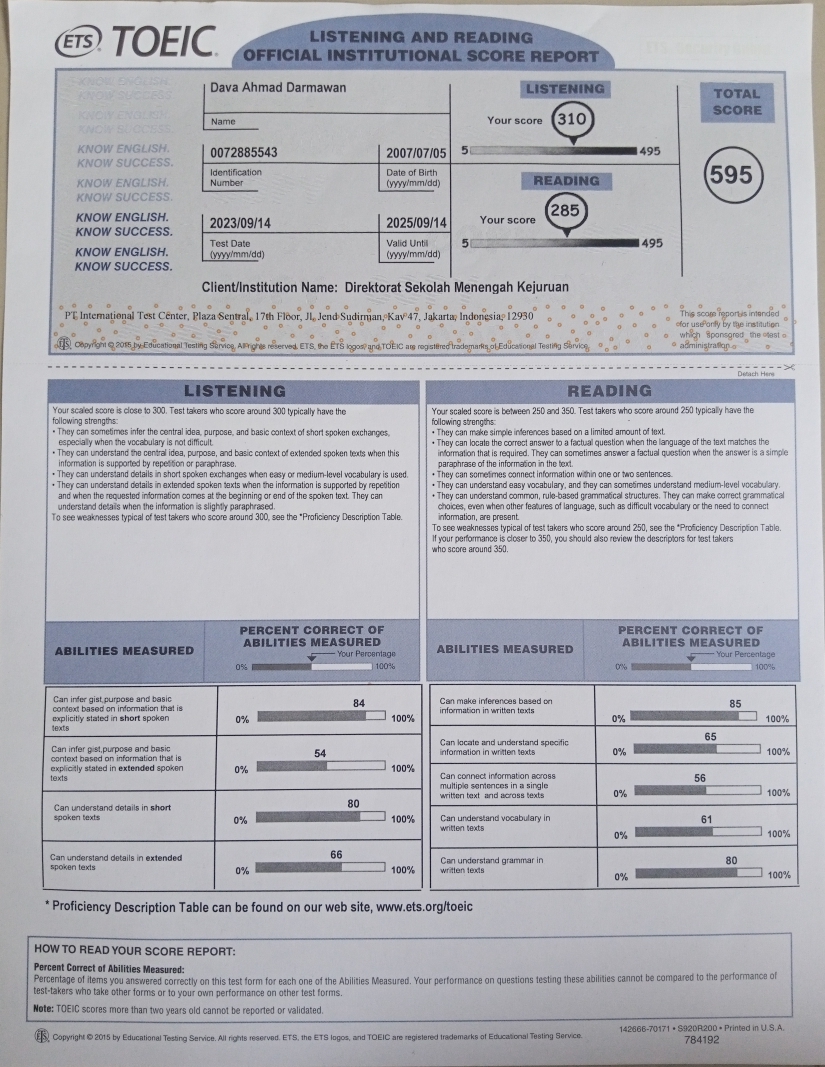 ETS TOEIC
LISTENING AND READING
OFFICIAL INSTITUTIONAL SCORE REPORT
KNOW ENGLISH.
KNOW SUCCESS.
KNOW ENGLISH.
KNOW SUCCESS.
KNOW ENGLISH.
KNOW SUCCESS.
KNOW ENGLISH.
KNOW SUCCESS.
KNOW ENGLISH.
KNOW SUCCESS.
KNOW ENGLISH.
KNOW SUCCESS.
Dava Ahmad Darmawan
Name
0072885543
Identification
Number
2007/07/05
Date of Birth
(yyyy/mm/dd)
2023/09/14
Test Date
(yyyy/mm/dd)
2025/09/14
Valid Until
(yyyy/mm/dd)
LISTENING
Your score 310
5 495
READING
Your score 285
5 495
TOTAL
SCORE
595
Client/Institution Name: Direktorat Sekolah Menengah Kejuruan
PT International Test Center, Plaza Sentral, 17th Floor, Jl. Jend Sudirman, Kav 47, Jakarta, Indonesia, 12930
This score report is intended
for use only by the institution
which sponsored the test
administration.
Copyright © 2015 by Educational Testing Service. All rights reserved. ETS, the ETS logos, and TOEIC are registered trademarks of Educational Testing Service.
Detach Here
LISTENING
Your scaled score is close to 300. Test takers who score around 300 typically have the
following strengths:
• They can sometimes infer the central idea, purpose, and basic context of short spoken exchanges,
especially when the vocabulary is not difficult.
• They can understand the central idea, purpose, and basic context of extended spoken texts when this
information is supported by repetition or paraphrase.
• They can understand details in short spoken exchanges when easy or medium-level vocabulary is used.
• They can understand details in extended spoken texts when the information is supported by repetition
and when the requested information comes at the beginning or end of the spoken text. They can
understand details when the information is slightly paraphrased.
To see weaknesses typical of test takers who score around 300, see the *Proficiency Description Table.
READING
Your scaled score is between 250 and 350. Test takers who score around 250 typically have the
following strengths:
• They can make simple inferences based on a limited amount of text.
• They can locate the correct answer to a factual question when the language of the text matches the
information that is required. They can sometimes answer a factual question when the answer is a simple
paraphrase of the information in the text.
• They can sometimes connect information within one or two sentences.
• They can understand easy vocabulary, and they can sometimes understand medium-level vocabulary.
• They can understand common, rule-based grammatical structures. They can make correct grammatical
choices, even when other features of language, such as difficult vocabulary or the need to connect
information, are present.
To see weaknesses typical of test takers who score around 250, see the *Proficiency Description Table.
If your performance is closer to 350, you should also review the descriptors for test takers
who score around 350.
ABILITIES MEASURED
PERCENT CORRECT OF
ABILITIES MEASURED
Your Percentage
0% 100%
Can infer gist,purpose and basic
context based on information that is
explicitly stated in short spoken
texts
84
0% 100%
Can infer gist,purpose and basic
context based on information that is
explicitly stated in extended spoken
texts
54
0% 100%
Can understand details in short
spoken texts
80
0% 100%
Can understand details in extended
spoken texts
66
0% 100%
ABILITIES MEASURED
PERCENT CORRECT OF
ABILITIES MEASURED
Your Percentage
0% 100%
Can make inferences based on
information in written texts
85
0% 100%
Can locate and understand specific
information in written texts
65
0% 100%
Can connect information across
multiple sentences in a single
written text and across texts
56
0% 100%
Can understand vocabulary in
written texts
61
0% 100%
Can understand grammar in
written texts
80
0% 100%
* Proficiency Description Table can be found on our web site, www.ets.org/toeic
HOW TO READ YOUR SCORE REPORT:
Percent Correct of Abilities Measured:
Percentage of items you answered correctly on this test form for each one of the Abilities Measured. Your performance on questions testing these abilities cannot be compared to the performance of
test-takers who take other forms or to your own performance on other test forms.
Note: TOEIC scores more than two years old cannot be reported or validated.
ETS Copyright © 2015 by Educational Testing Service. All rights reserved. ETS, the ETS logos, and TOEIC are registered trademarks of Educational Testing Service.
142668-70171 • S920R200 • Printed in U.S.A.
784192